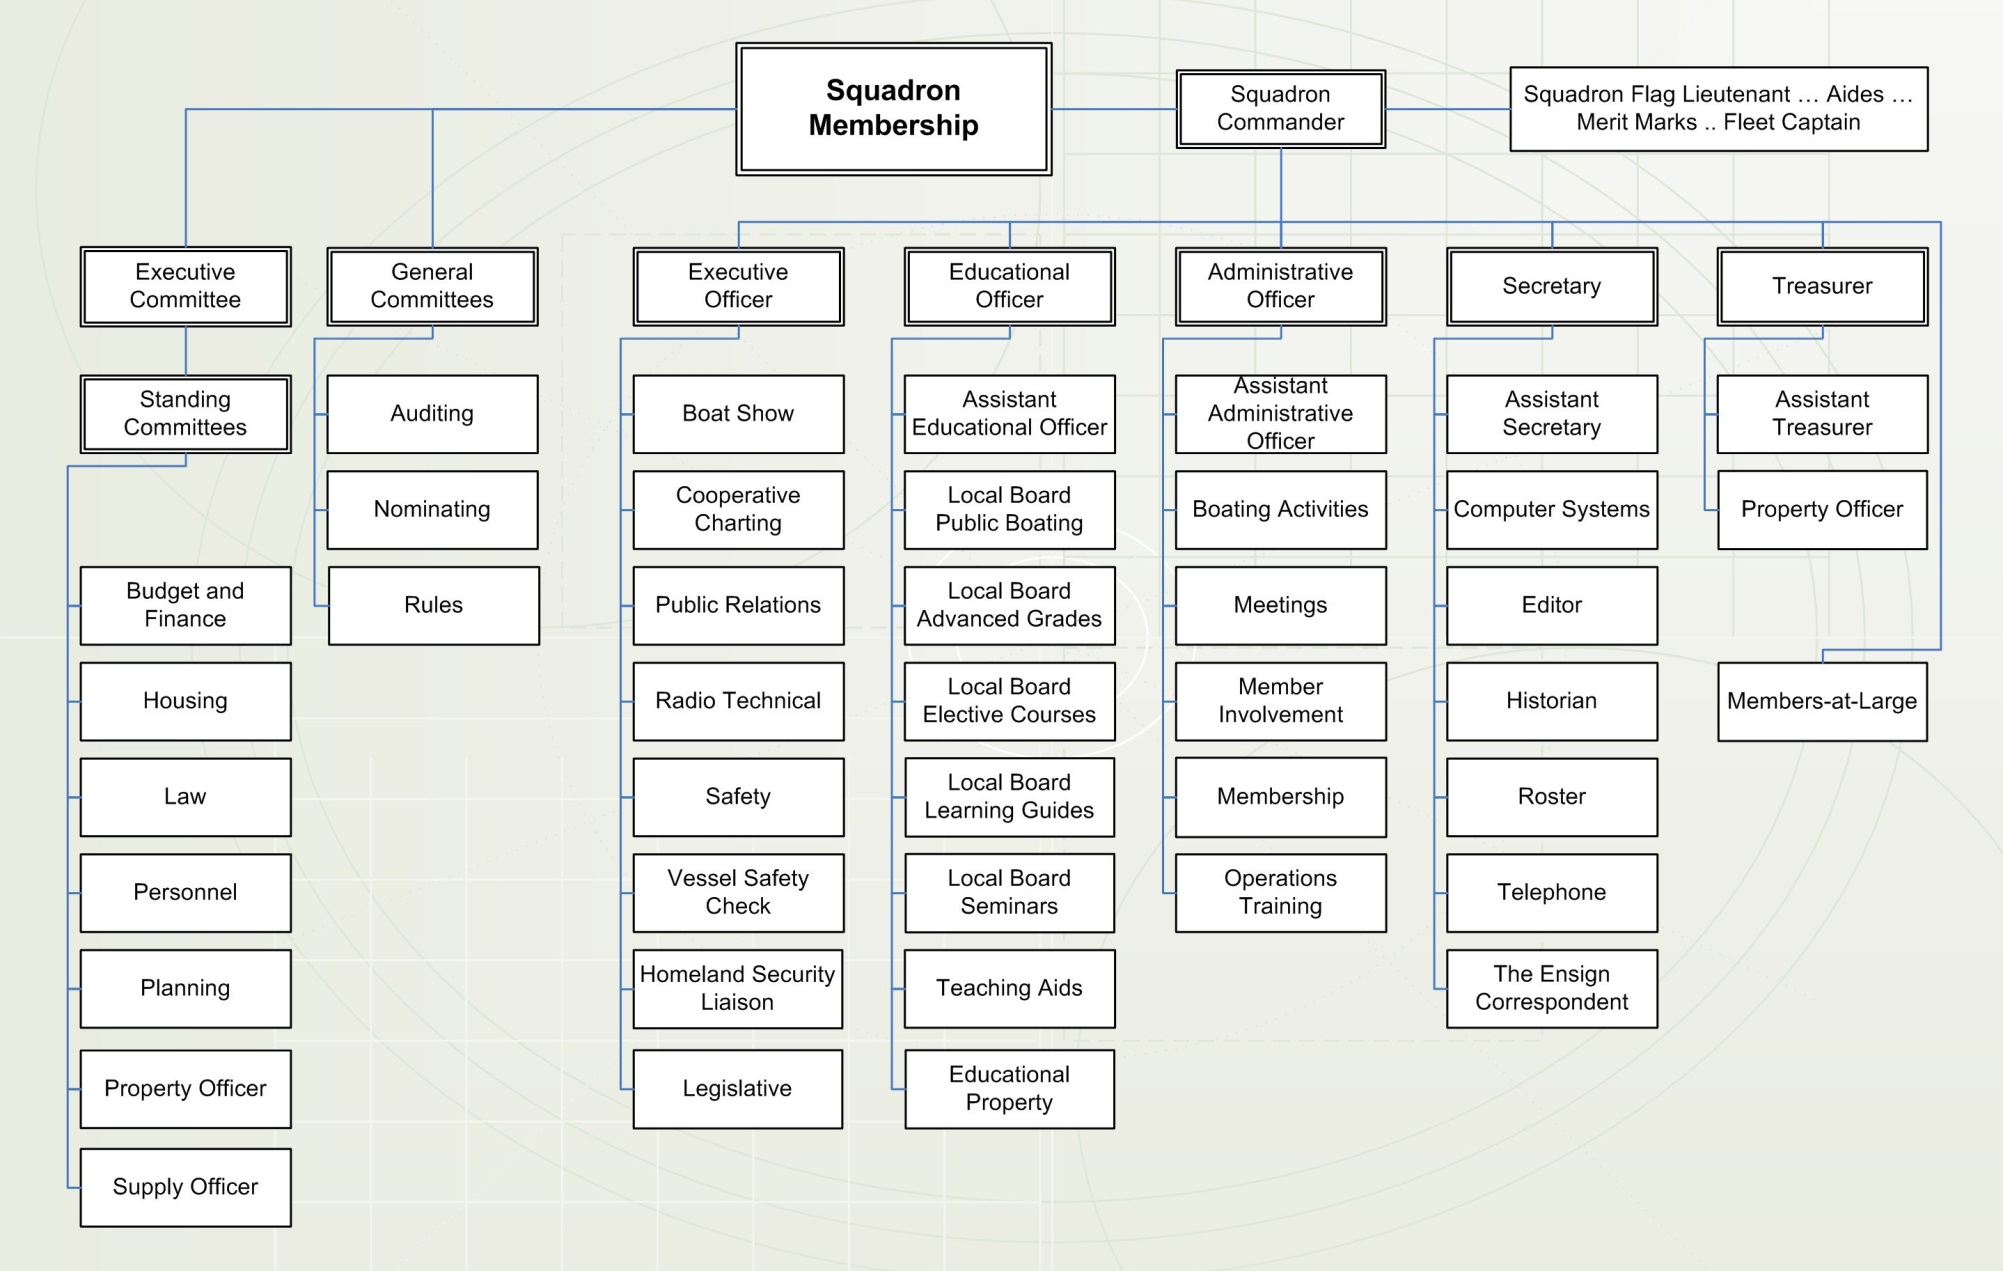 Squadron
Membership
Squadron
Commander
Squadron Flag Lieutenant … Aides …
Merit Marks .. Fleet Captain
Executive
Committee
General
Committees
Executive
Officer
Educational
Officer
Administrative
Officer
Secretary
Treasurer
Standing
Committees
Budget and
Finance
Housing
Law
Personnel
Planning
Property Officer
Supply Officer
Auditing
Nominating
Rules
Boat Show
Cooperative
Charting
Public Relations
Radio Technical
Safety
Vessel Safety
Check
Homeland Security
Liaison
Legislative
Assistant
Educational Officer
Local Board
Public Boating
Local Board
Advanced Grades
Local Board
Elective Courses
Local Board
Learning Guides
Local Board
Seminars
Teaching Aids
Educational
Property
Assistant
Administrative
Officer
Boating Activities
Meetings
Member
Involvement
Membership
Operations
Training
Assistant
Secretary
Computer Systems
Editor
Historian
Roster
Telephone
The Ensign
Correspondent
Assistant
Treasurer
Property Officer
Members-at-Large